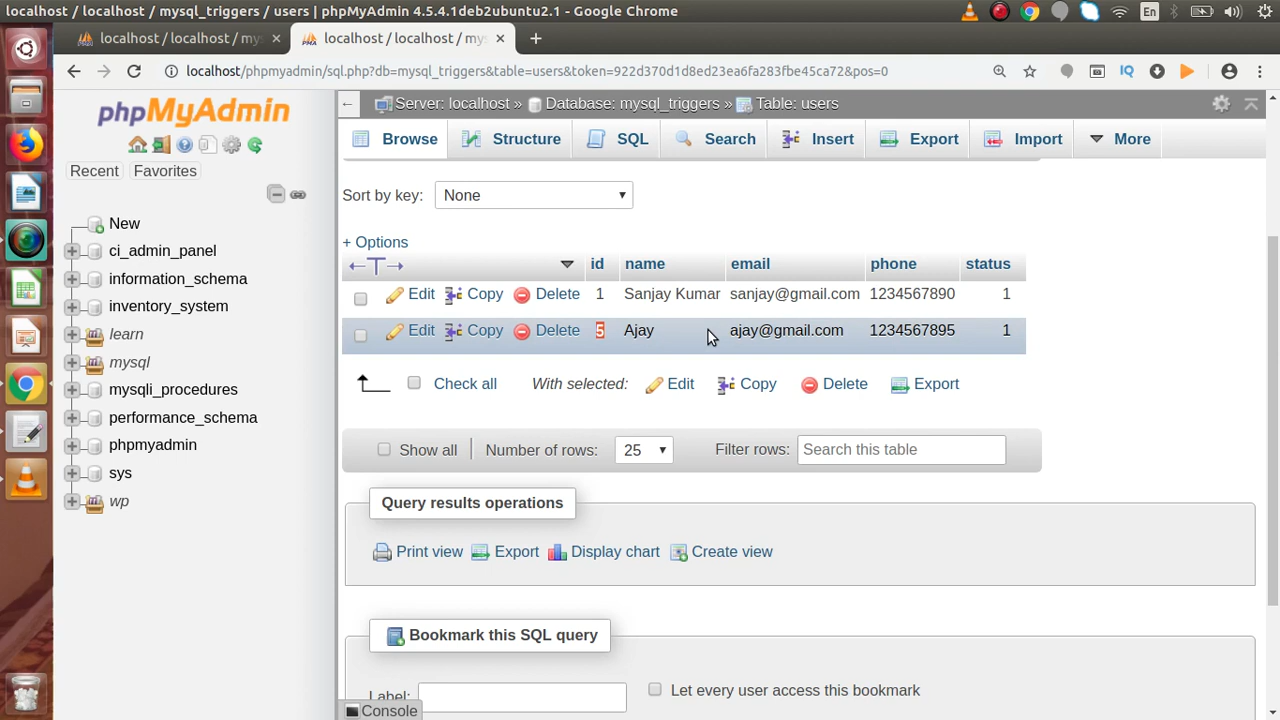 localhost / localhost / mysql_triggers / users | phpMyAdmin 4.5.4.1deb2ubuntu2.1 - Google Chrome
En
localhost / localhost / my
localhost / localhost / my
localhost/phpmyadmin/sql.php?db=mysql_triggers&table=users&token=922d370d1d8ed23ea6fa283fbe45ca72&pos=0
IQ
phpMyAdmin
Recent
Favorites
New
ci_admin_panel
information_schema
inventory_system
learn
mysql
mysqli_procedures
performance_schema
phpmyadmin
sys
wp
Server: localhost » Database: mysql_triggers » Table: users
Browse Structure SQL Search Insert Export Import More
Sort by key: None
+ Options
id name email phone status
Edit Copy Delete 1 Sanjay Kumar sanjay@gmail.com 1234567890 1
Edit Copy Delete 5 Ajay ajay@gmail.com 1234567895 1
Check all With selected: Edit Copy Delete Export
Show all Number of rows: 25 Filter rows: Search this table
Query results operations
Print view Export Display chart Create view
Bookmark this SQL query
Label: Let every user access this bookmark
Console